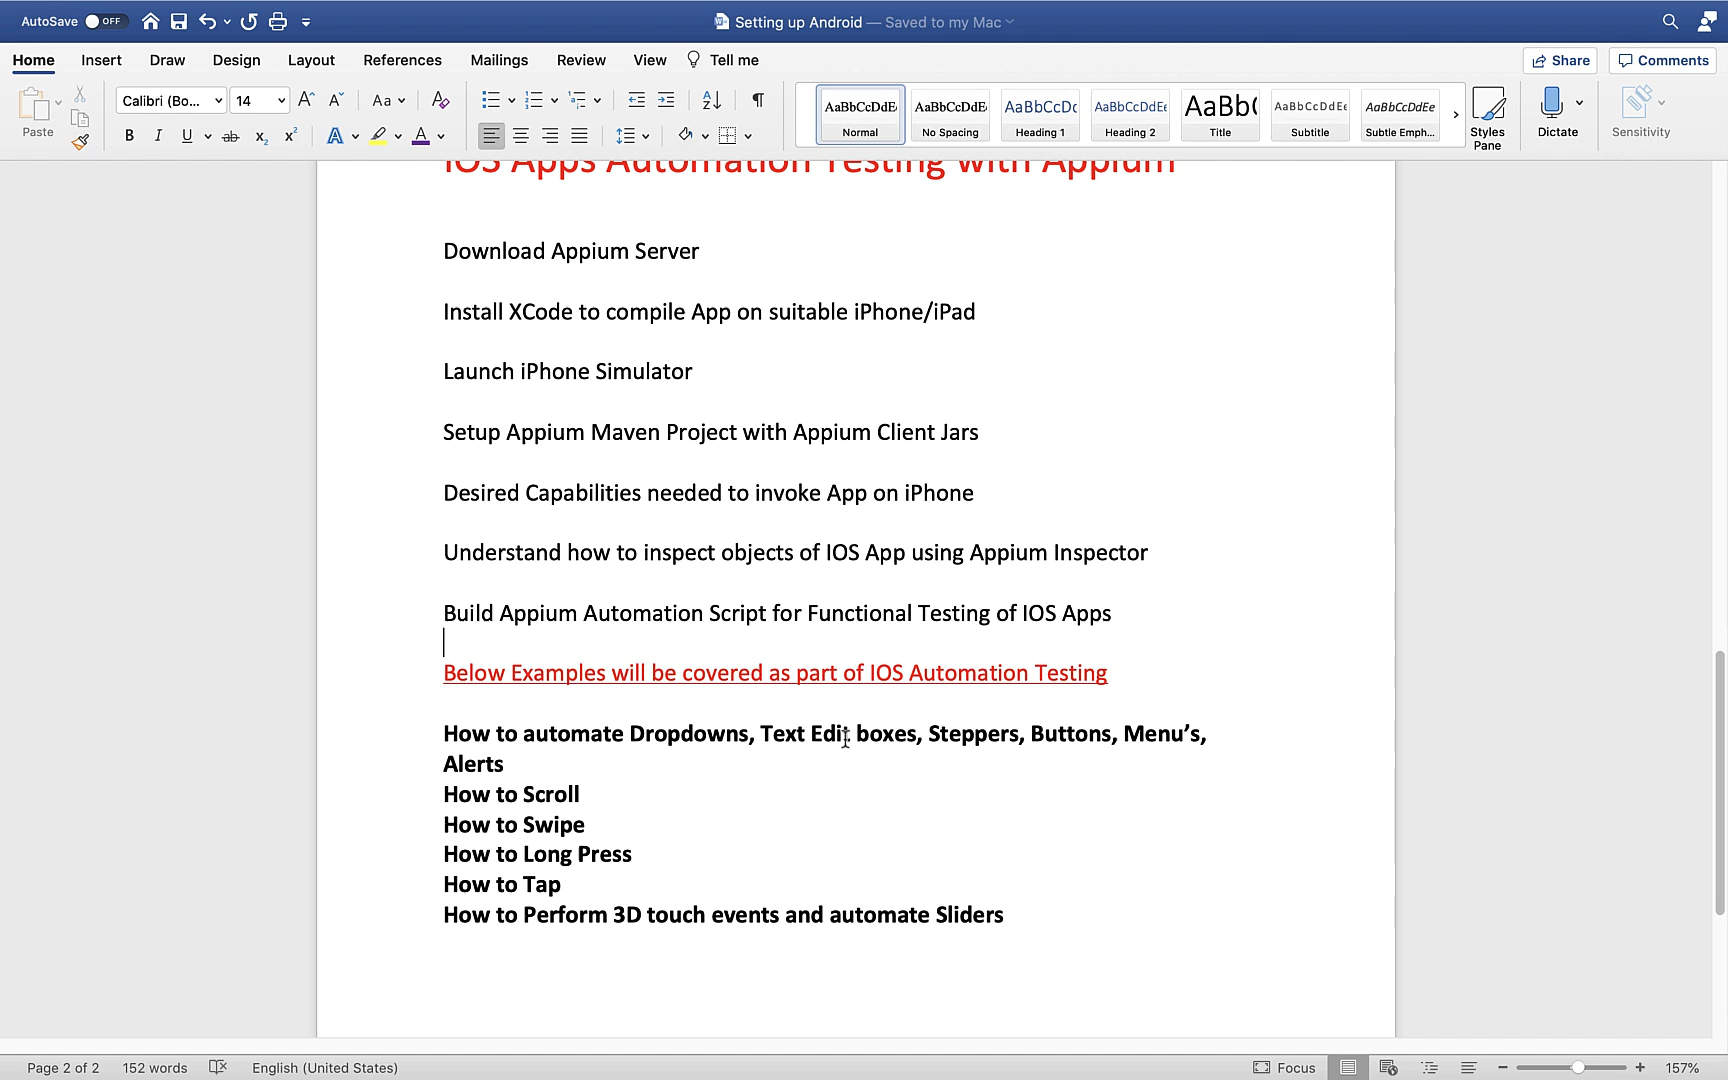 AutoSave OFF
Setting up Android — Saved to my Mac
Home Insert Draw Design Layout References Mailings Review View Tell me
Share Comments
Paste
Calibri (Bo... 14
AaBbCcDdE AaBbCcDdE AaBbCcDc AaBbCcDdE AaBb( AaBbCcDdE AaBbCcDdEe
Normal No Spacing Heading 1 Heading 2 Title Subtitle Subtle Emph...
Styles Pane
Dictate
Sensitivity
IOS Apps Automation Testing with Appium
Download Appium Server
Install XCode to compile App on suitable iPhone/iPad
Launch iPhone Simulator
Setup Appium Maven Project with Appium Client Jars
Desired Capabilities needed to invoke App on iPhone
Understand how to inspect objects of IOS App using Appium Inspector
Build Appium Automation Script for Functional Testing of IOS Apps
Below Examples will be covered as part of IOS Automation Testing
How to automate Dropdowns, Text Edit boxes, Steppers, Buttons, Menu’s,
Alerts
How to Scroll
How to Swipe
How to Long Press
How to Tap
How to Perform 3D touch events and automate Sliders
Page 2 of 2 152 words English (United States) Focus 157%